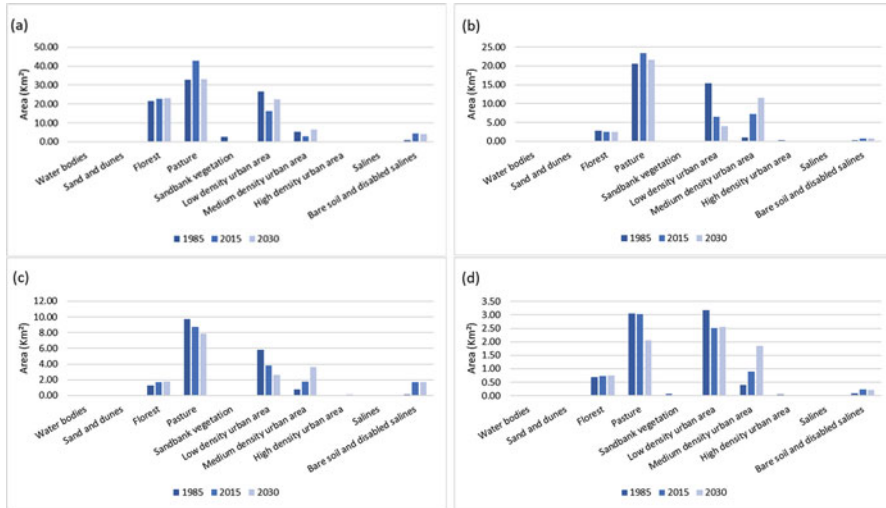 (a)
Area (Km²)
50.00
40.00
30.00
20.00
10.00
0.00
Water bodies
Sand and dunes
Florest
Pasture
Sandbank vegetation
Low density urban area
Medium density urban area
High density urban area
Salines
Bare soil and disabled salines
1985 2015 2030
(b)
Area (Km²)
25.00
20.00
15.00
10.00
5.00
0.00
Water bodies
Sand and dunes
Florest
Pasture
Sandbank vegetation
Low density urban area
Medium density urban area
High density urban area
Salines
Bare soil and disabled salines
1985 2015 2030
(c)
Area (Km²)
12.00
10.00
8.00
6.00
4.00
2.00
0.00
Water bodies
Sand and dunes
Florest
Pasture
Sandbank vegetation
Low density urban area
Medium density urban area
High density urban area
Salines
Bare soil and disabled salines
1985 2015 2030
(d)
Area (Km²)
3.50
3.00
2.50
2.00
1.50
1.00
0.50
0.00
Water bodies
Sand and dunes
Florest
Pasture
Sandbank vegetation
Low density urban area
Medium density urban area
High density urban area
Salines
Bare soil and disabled salines
1985 2015 2030